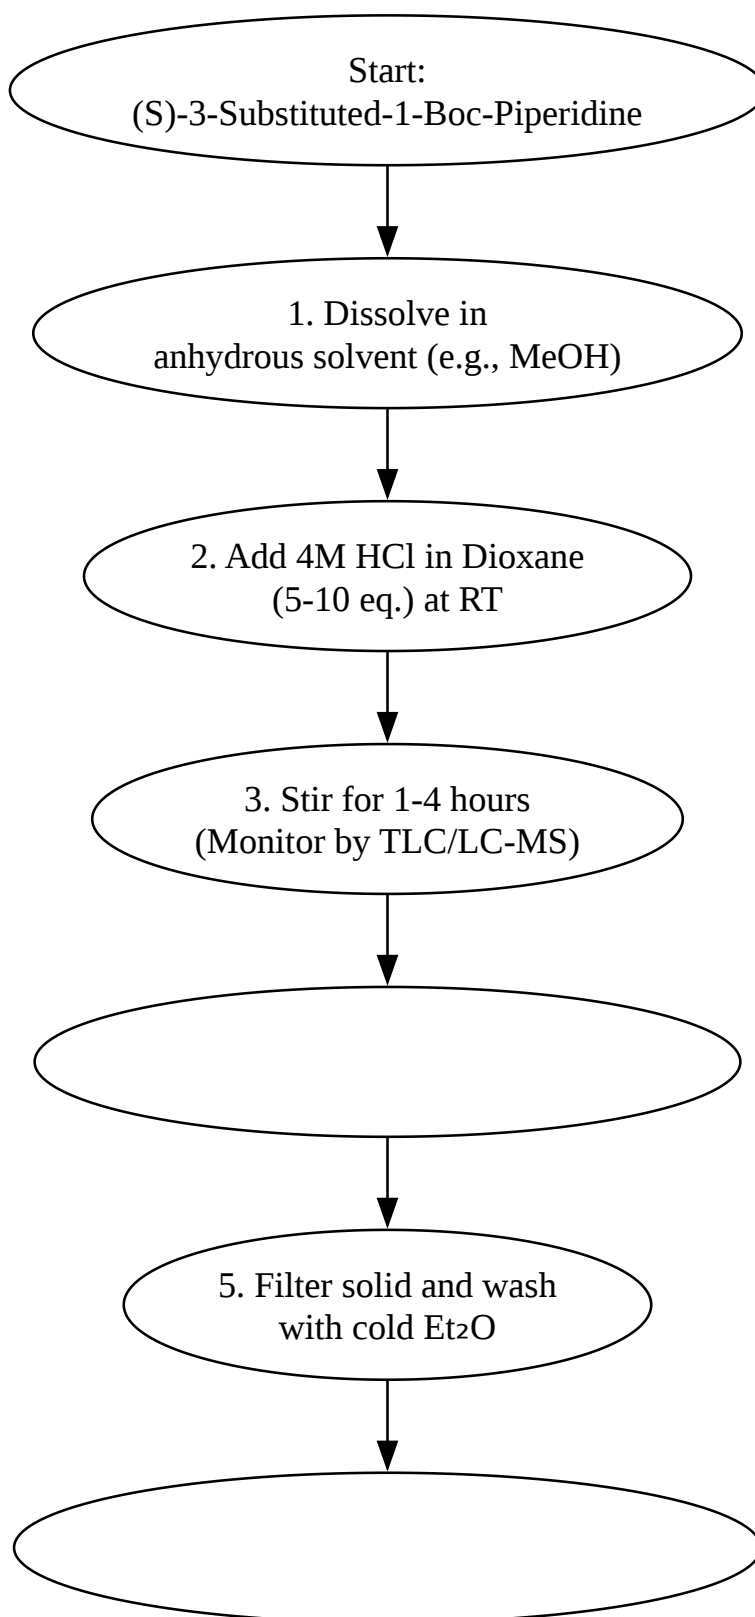 Start:
(S)-3-Substituted-1-Boc-Piperidine
1. Dissolve in
anhydrous solvent (e.g., MeOH)
2. Add 4M HCl in Dioxane
(5-10 eq.) at RT
3. Stir for 1-4 hours
(Monitor by TLC/LC-MS)
5. Filter solid and wash
with cold Et₂O